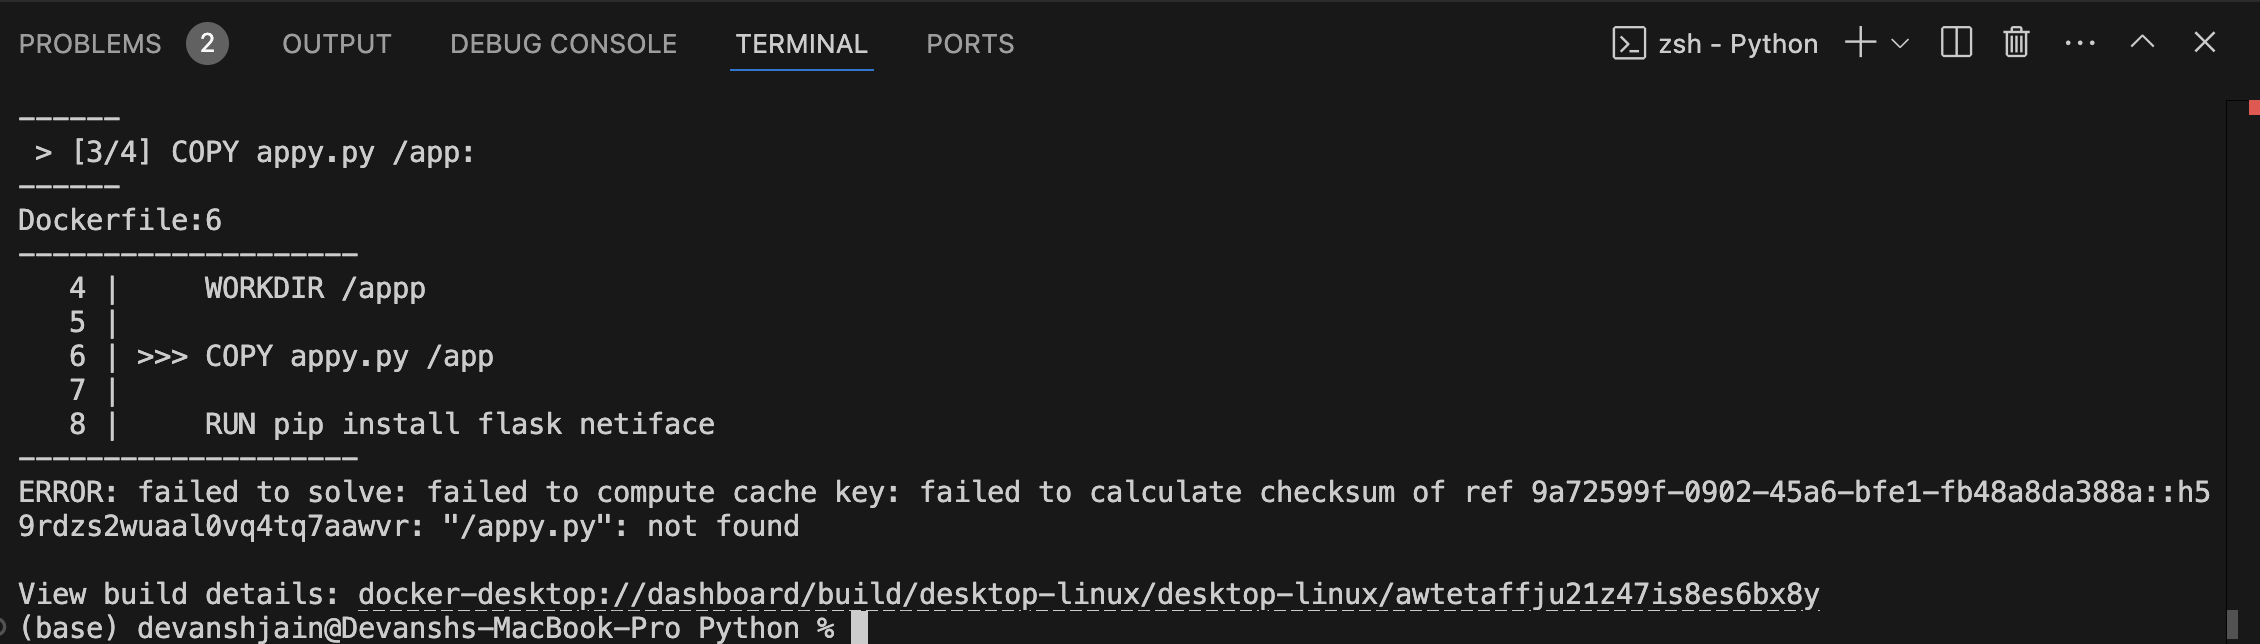 PROBLEMS 2 OUTPUT DEBUG CONSOLE TERMINAL PORTS zsh - Python
------
 > [3/4] COPY appy.py /app:
------
Dockerfile:6
--------------------
   4 |     WORKDIR /appp
   5 |
   6 | >>> COPY appy.py /app
   7 |
   8 |     RUN pip install flask netiface
--------------------
ERROR: failed to solve: failed to compute cache key: failed to calculate checksum of ref 9a72599f-0902-45a6-bfe1-fb48a8da388a::h5
9rdzs2wuaal0vq4tq7aawvr: "/appy.py": not found
View build details: docker-desktop://dashboard/build/desktop-linux/desktop-linux/awtetaffju21z47is8es6bx8y
(base) devanshjain@Devanshs-MacBook-Pro Python %